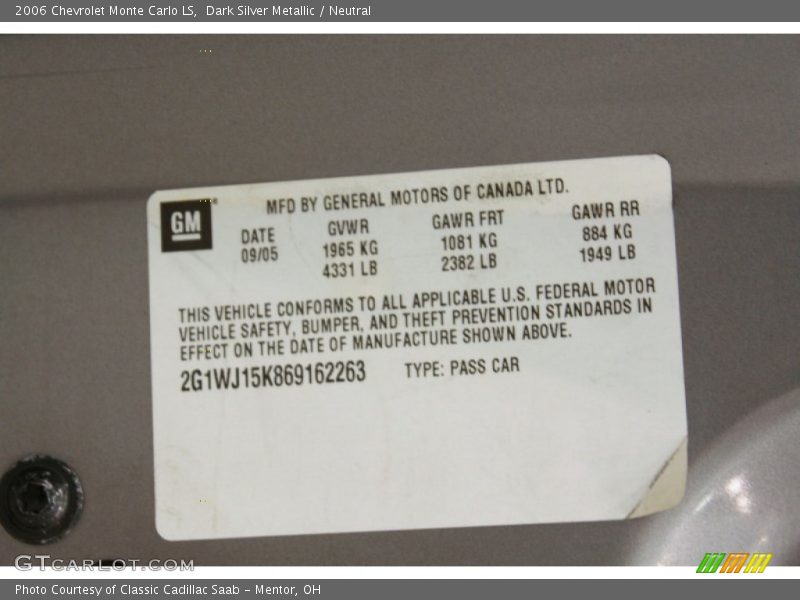 2006 Chevrolet Monte Carlo LS, Dark Silver Metallic / Neutral
GM
MFD BY GENERAL MOTORS OF CANADA LTD.
DATE GVWR GAWR FRT GAWR RR
09/05 1965 KG 1081 KG 884 KG
4331 LB 2382 LB 1949 LB
THIS VEHICLE CONFORMS TO ALL APPLICABLE U.S. FEDERAL MOTOR
VEHICLE SAFETY, BUMPER, AND THEFT PREVENTION STANDARDS IN
EFFECT ON THE DATE OF MANUFACTURE SHOWN ABOVE.
2G1WJ15K869162263 TYPE: PASS CAR
GTCARLOT.COM
Photo Courtesy of Classic Cadillac Saab - Mentor, OH